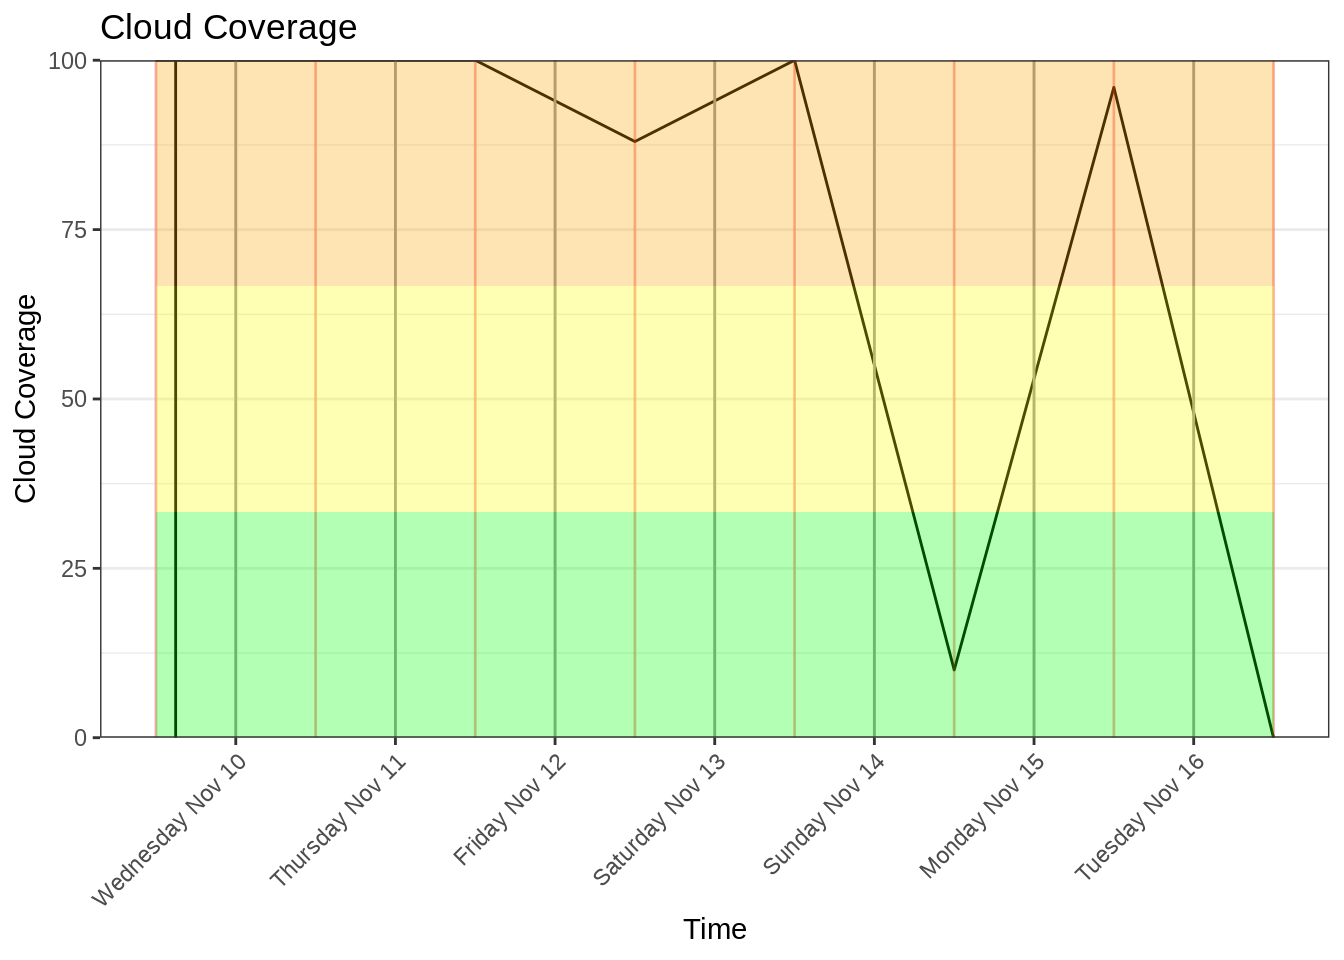 Cloud Coverage
100
75
50
25
0
Cloud Coverage
Wednesday Nov 10
Thursday Nov 11
Friday Nov 12
Saturday Nov 13
Sunday Nov 14
Monday Nov 15
Tuesday Nov 16
Time